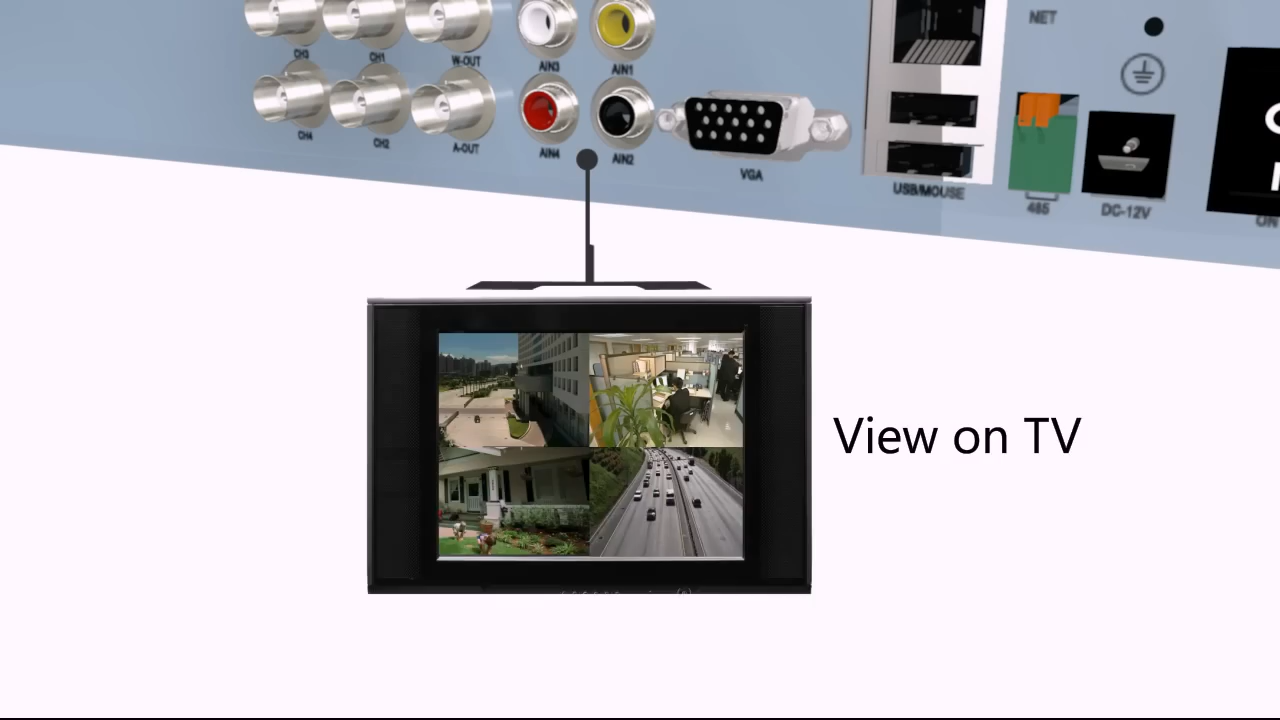 NET
CH3 CH1 W-OUT AIN3 AIN1
CH4 CH2 A-OUT AIN4 AIN2
VGA
USB/MOUSE
485
DC-12V
ON
View on TV